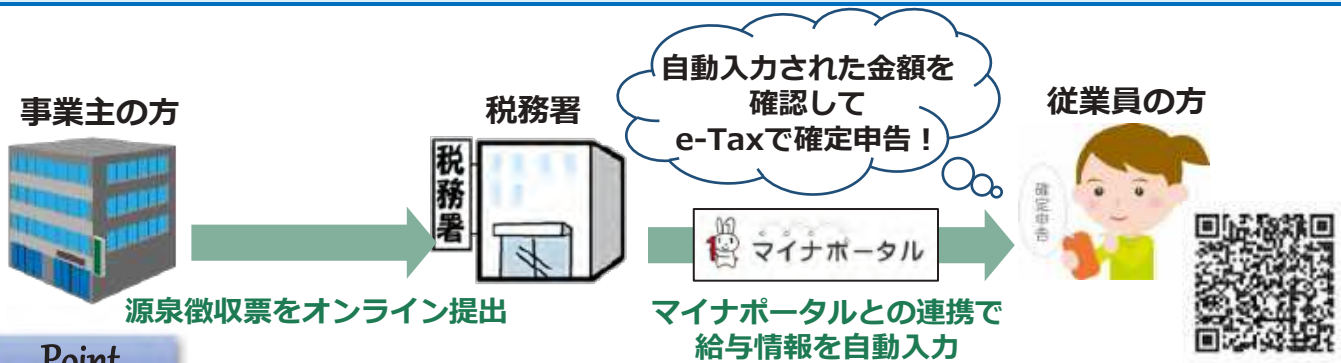 事業主の方
税務署
自動入力された金額を
確認して
e-Taxで確定申告！
従業員の方
税務署
マイナポータル
確定申告
源泉徴収票をオンライン提出
マイナポータルとの連携で
給与情報を自動入力
Point